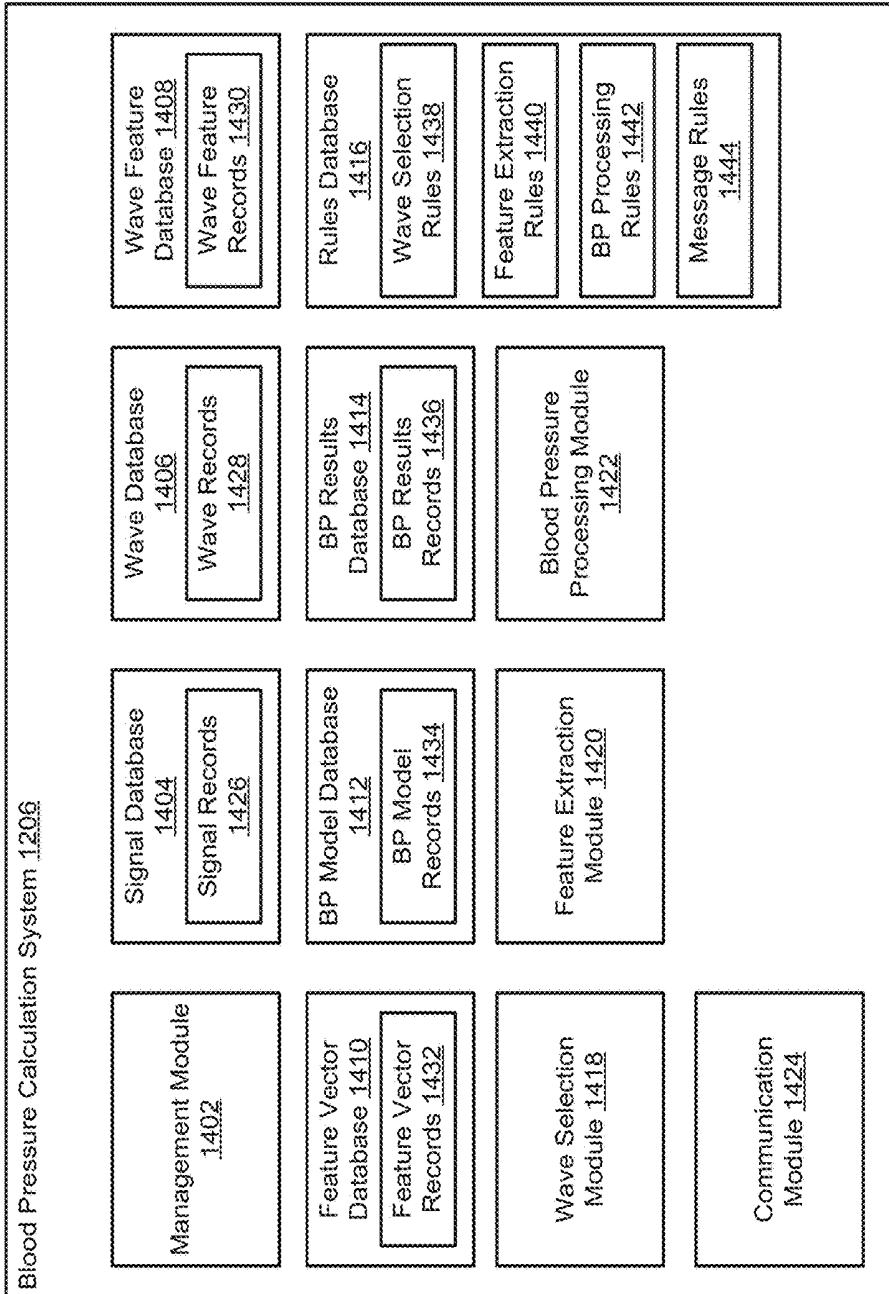 Blood Pressure Calculation System 1206
Management Module
1402
Signal Database
1404
Signal Records
1426
Wave Database
1406
Wave Records
1428
Wave Feature
Database 1408
Wave Feature
Records 1430
Feature Vector
Database 1410
Feature Vector
Records 1432
BP Model Database
1412
BP Model
Records 1434
BP Results
Database 1414
BP Results
Records 1436
Rules Database
1416
Wave Selection
Rules 1438
Feature Extraction
Rules 1440
BP Processing
Rules 1442
Message Rules
1444
Wave Selection
Module 1418
Feature Extraction
Module 1420
Blood Pressure
Processing Module
1422
Communication
Module 1424